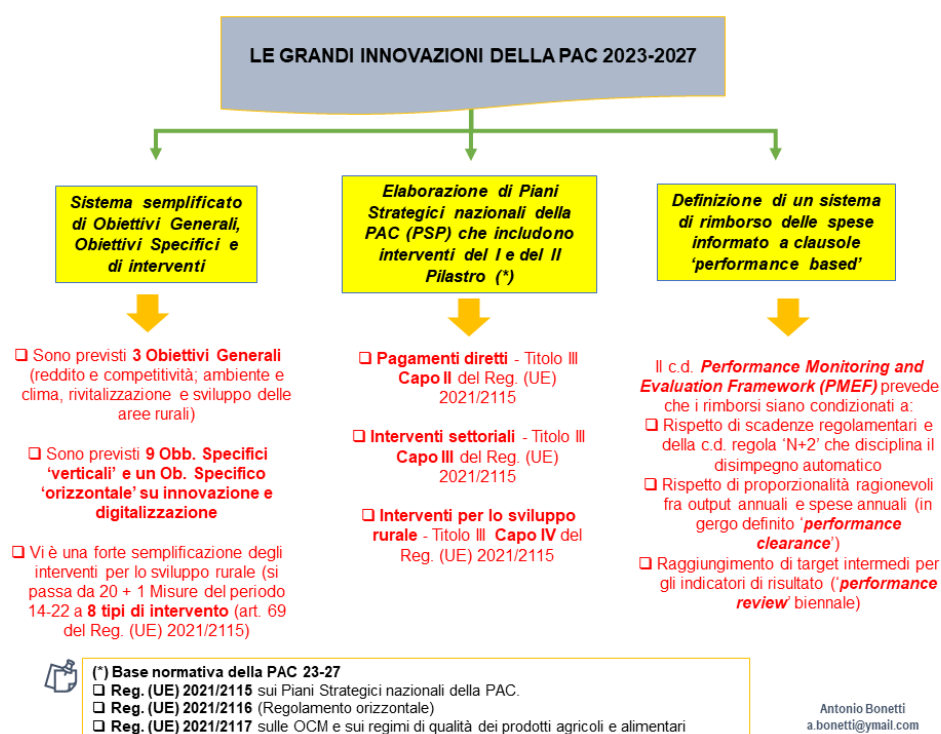 LE GRANDI INNOVAZIONI DELLA PAC 2023-2027
Sistema semplificato
di Obiettivi Generali,
Obiettivi Specifici e
di interventi
❑ Sono previsti 3 Obiettivi Generali
(reddito e competitività; ambiente e
clima, rivitalizzazione e sviluppo delle
aree rurali)
❑ Sono previsti 9 Obb. Specifici
‘verticali’ e un Ob. Specifico
‘orizzontale’ su innovazione e
digitalizzazione
❑ Vi è una forte semplificazione degli
interventi per lo sviluppo rurale (si
passa da 20 + 1 Misure del periodo
14-22 a 8 tipi di intervento (art. 69
del Reg. (UE) 2021/2115)
Elaborazione di Piani
Strategici nazionali della
PAC (PSP) che includono
interventi del I e del II
Pilastro (*)
❑ Pagamenti diretti - Titolo III
Capo II del Reg. (UE)
2021/2115
❑ Interventi settoriali - Titolo III
Capo III del Reg. (UE)
2021/2115
❑ Interventi per lo sviluppo
rurale - Titolo III Capo IV del
Reg. (UE) 2021/2115
Definizione di un sistema
di rimborso delle spese
informato a clausole
‘performance based’
Il c.d. Performance Monitoring and
Evaluation Framework (PMEF) prevede
che i rimborsi siano condizionati a:
❑ Rispetto di scadenze regolamentari e
della c.d. regola ‘N+2’ che disciplina il
disimpegno automatico
❑ Rispetto di proporzionalità ragionevoli
fra output annuali e spese annuali (in
gergo definito ‘performance
clearance’)
❑ Raggiungimento di target intermedi per
gli indicatori di risultato (‘performance
review’ biennale)
(*) Base normativa della PAC 23-27
❑ Reg. (UE) 2021/2115 sui Piani Strategici nazionali della PAC.
❑ Reg. (UE) 2021/2116 (Regolamento orizzontale)
❑ Reg. (UE) 2021/2117 sulle OCM e sui regimi di qualità dei prodotti agricoli e alimentari
Antonio Bonetti
a.bonetti@ymail.com